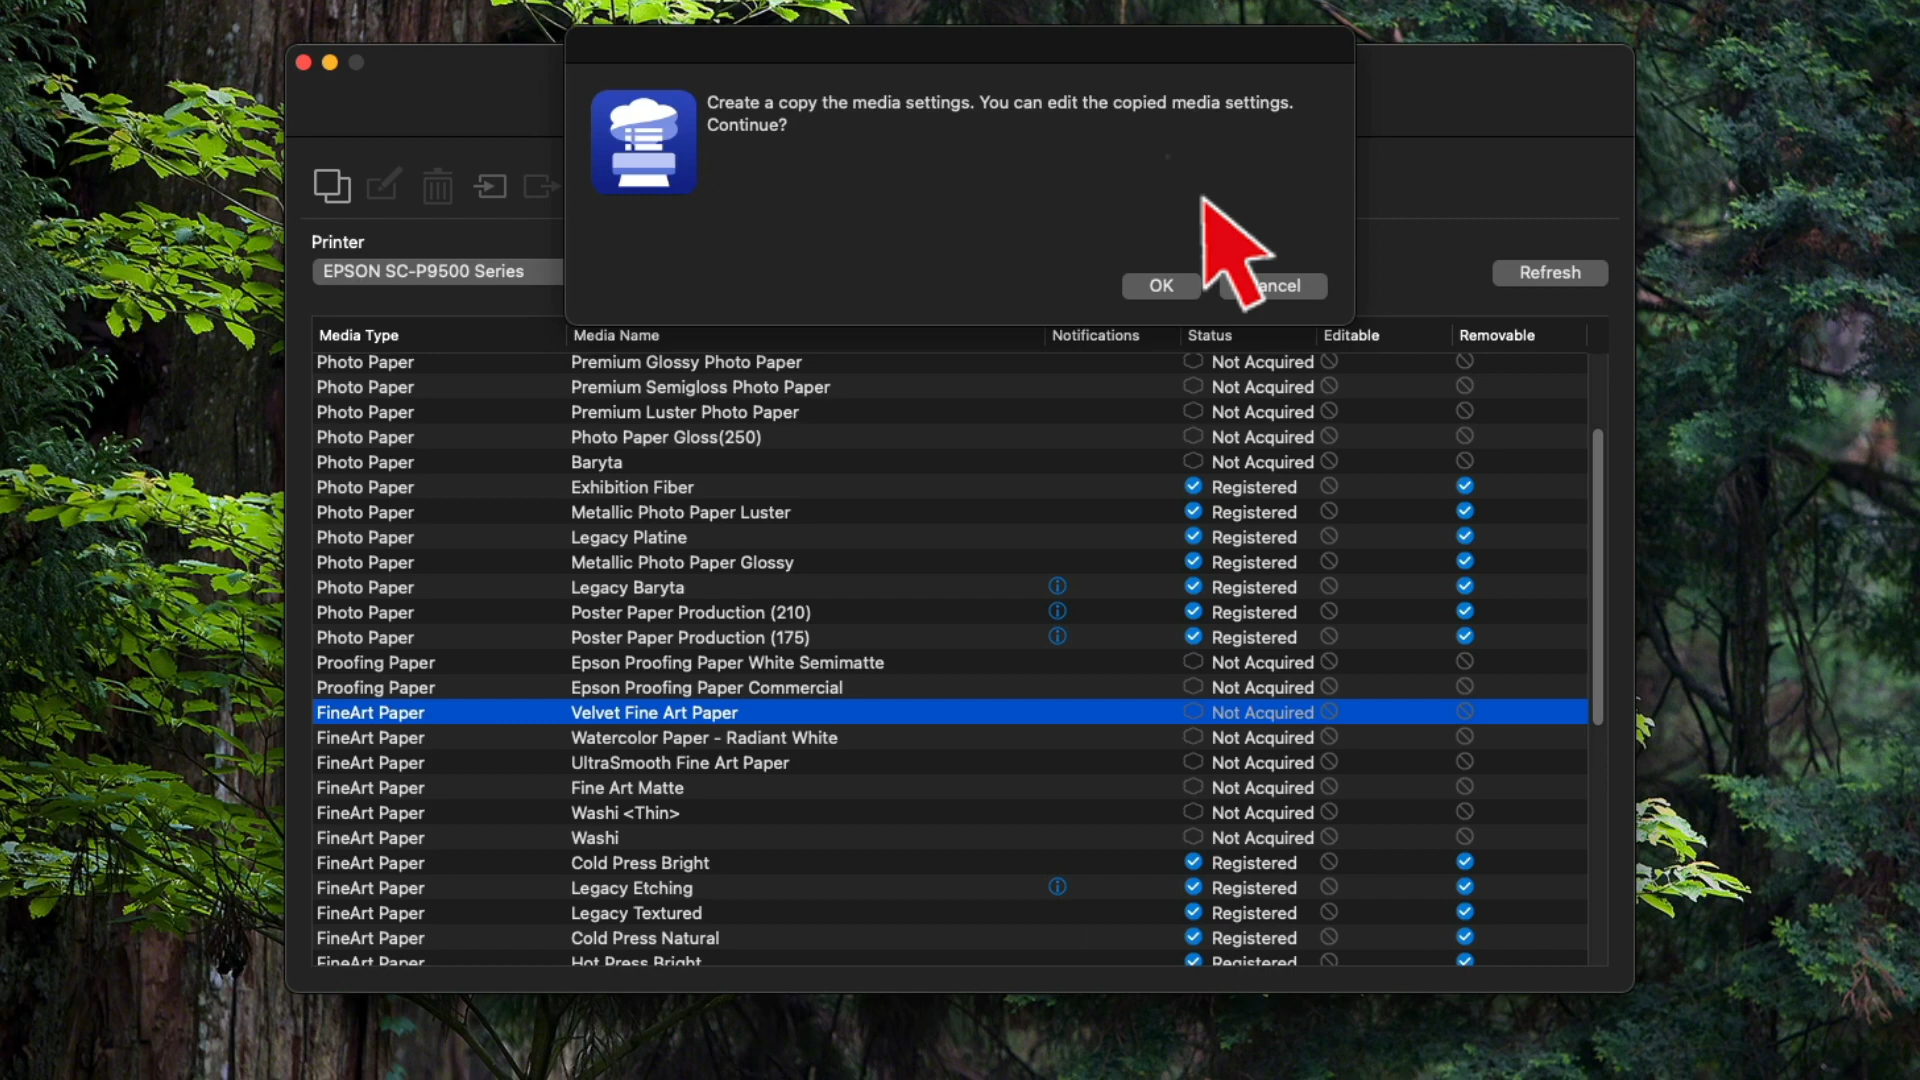 Create a copy the media settings. You can edit the copied media settings.
Continue?
OK
Printer
EPSON SC-P9500 Series
Refresh
Media Type Media Name Notifications Status Editable Removable
Photo Paper Premium Glossy Photo Paper Not Acquired
Photo Paper Premium Semigloss Photo Paper Not Acquired
Photo Paper Premium Luster Photo Paper Not Acquired
Photo Paper Photo Paper Gloss(250) Not Acquired
Photo Paper Baryta Not Acquired
Photo Paper Exhibition Fiber Registered
Photo Paper Metallic Photo Paper Luster Registered
Photo Paper Legacy Platine Registered
Photo Paper Metallic Photo Paper Glossy Registered
Photo Paper Legacy Baryta Registered
Photo Paper Poster Paper Production (210) Registered
Photo Paper Poster Paper Production (175) Registered
Proofing Paper Epson Proofing Paper White Semimatte Not Acquired
Proofing Paper Epson Proofing Paper Commercial Not Acquired
FineArt Paper Velvet Fine Art Paper Not Acquired
FineArt Paper Watercolor Paper - Radiant White Not Acquired
FineArt Paper UltraSmooth Fine Art Paper Not Acquired
FineArt Paper Fine Art Matte Not Acquired
FineArt Paper Washi <Thin> Not Acquired
FineArt Paper Washi Not Acquired
FineArt Paper Cold Press Bright Registered
FineArt Paper Legacy Etching Registered
FineArt Paper Legacy Textured Registered
FineArt Paper Cold Press Natural Registered
FineArt Paper Hot Press Bright Registered